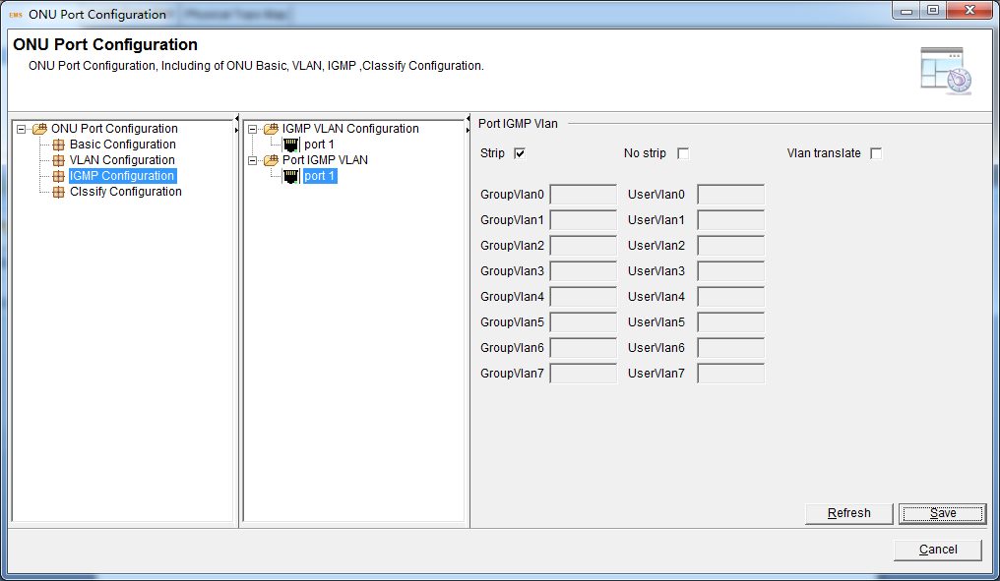 EMS ONU Port Configuration
ONU Port Configuration
ONU Port Configuration, Including of ONU Basic, VLAN, IGMP ,Classify Configuration.
ONU Port Configuration
Basic Configuration
VLAN Configuration
IGMP Configuration
Clssify Configuration
IGMP VLAN Configuration
port 1
Port IGMP VLAN
port 1
Port IGMP Vlan
Strip No strip Vlan translate
GroupVlan0 UserVlan0
GroupVlan1 UserVlan1
GroupVlan2 UserVlan2
GroupVlan3 UserVlan3
GroupVlan4 UserVlan4
GroupVlan5 UserVlan5
GroupVlan6 UserVlan6
GroupVlan7 UserVlan7
Refresh Save
Cancel